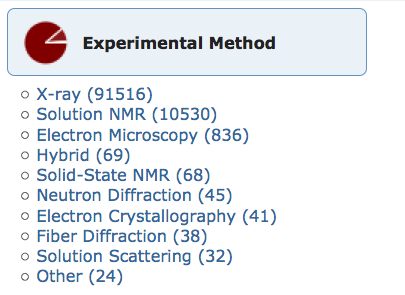 Experimental Method
X-ray (91516)
Solution NMR (10530)
Electron Microscopy (836)
Hybrid (69)
Solid-State NMR (68)
Neutron Diffraction (45)
Electron Crystallography (41)
Fiber Diffraction (38)
Solution Scattering (32)
Other (24)